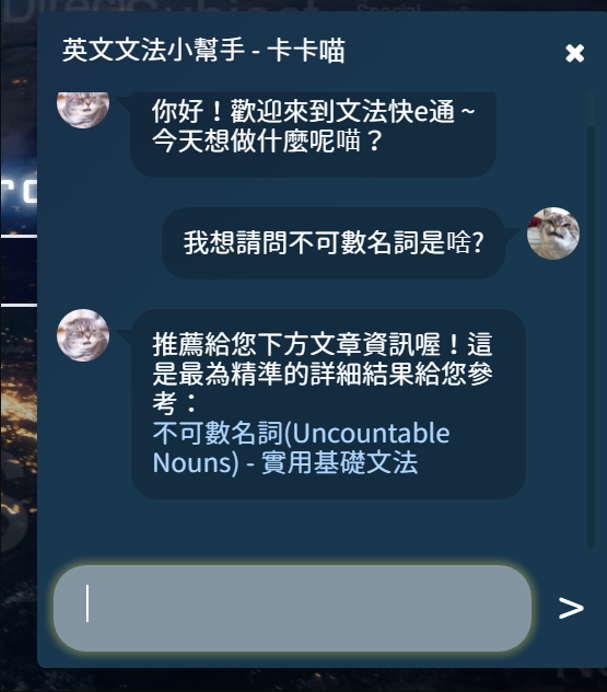 Special
英文文法小幫手 - 卡卡喵
×
你好！歡迎來到文法快e通 ~
今天想做什麼呢喵？
我想請問不可數名詞是啥?
推薦給您下方文章資訊喔！這
是最為精準的詳細結果給您參
考：
不可數名詞(Uncountable
Nouns) - 實用基礎文法
>